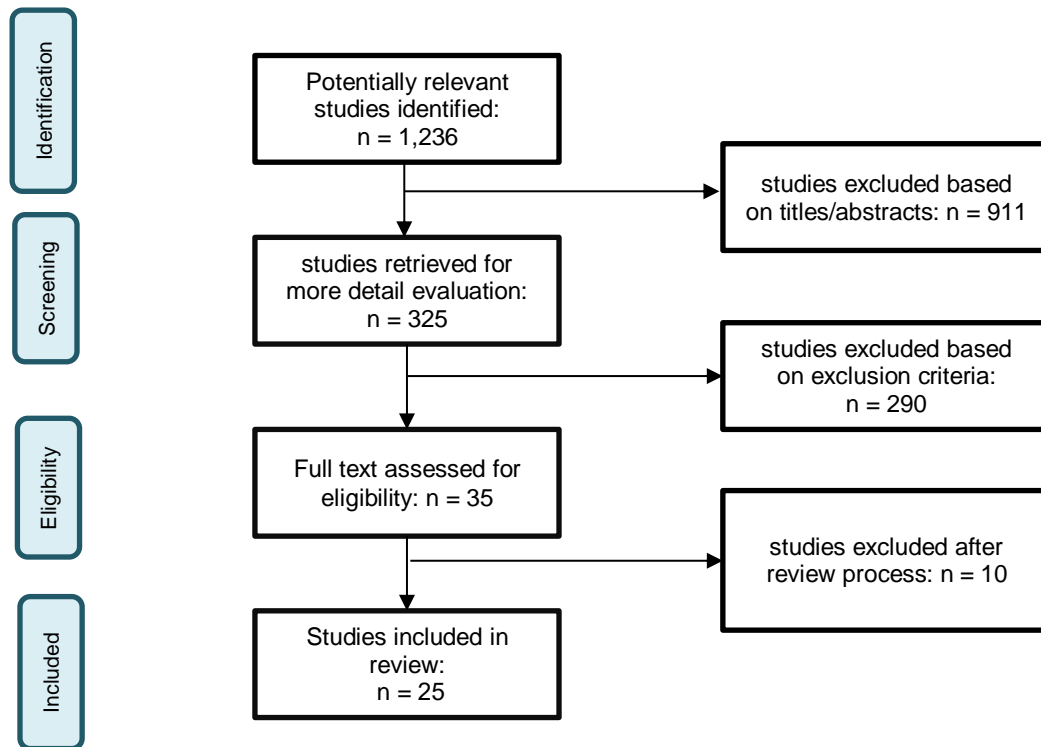 Identification
Potentially relevant
studies identified:
n = 1,236
studies excluded based
on titles/abstracts: n = 911
Screening
studies retrieved for
more detail evaluation:
n = 325
studies excluded based
on exclusion criteria:
n = 290
Eligibility
Full text assessed for
eligibility: n = 35
studies excluded after
review process: n = 10
Included
Studies included in
review:
n = 25